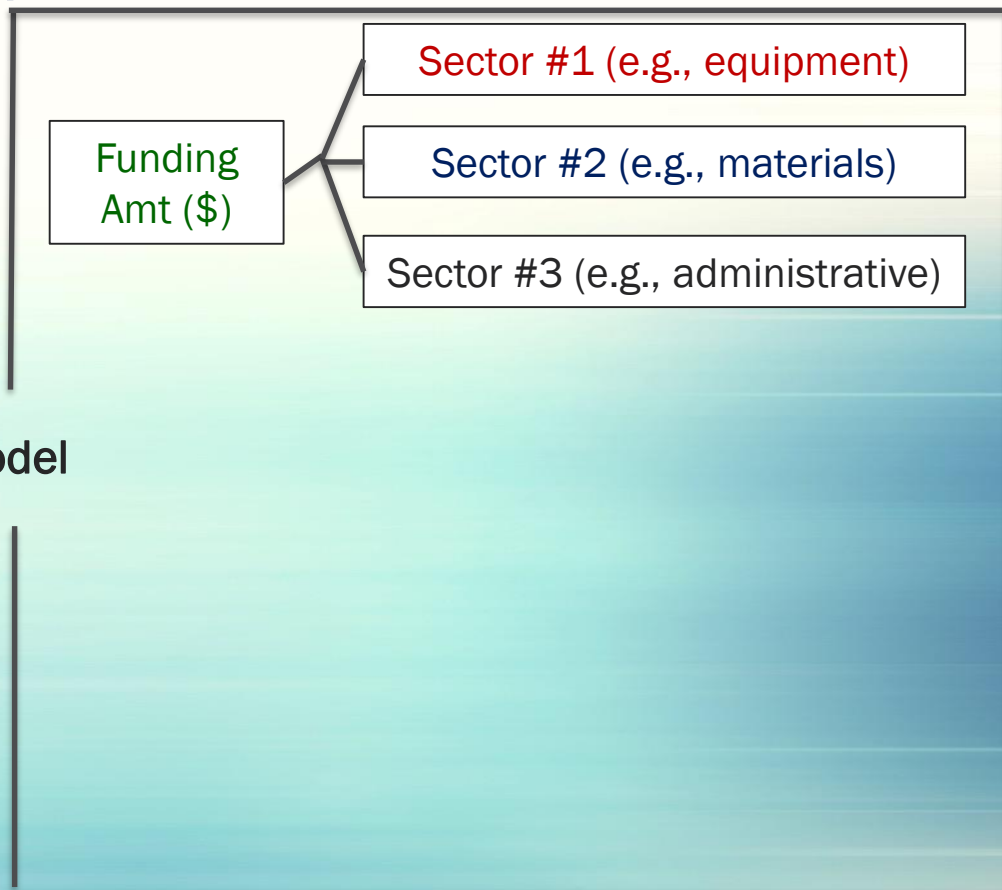 Sector #1 (e.g., equipment)
Funding
Amt ($)
Sector #2 (e.g., materials)
Sector #3 (e.g., administrative)
odel